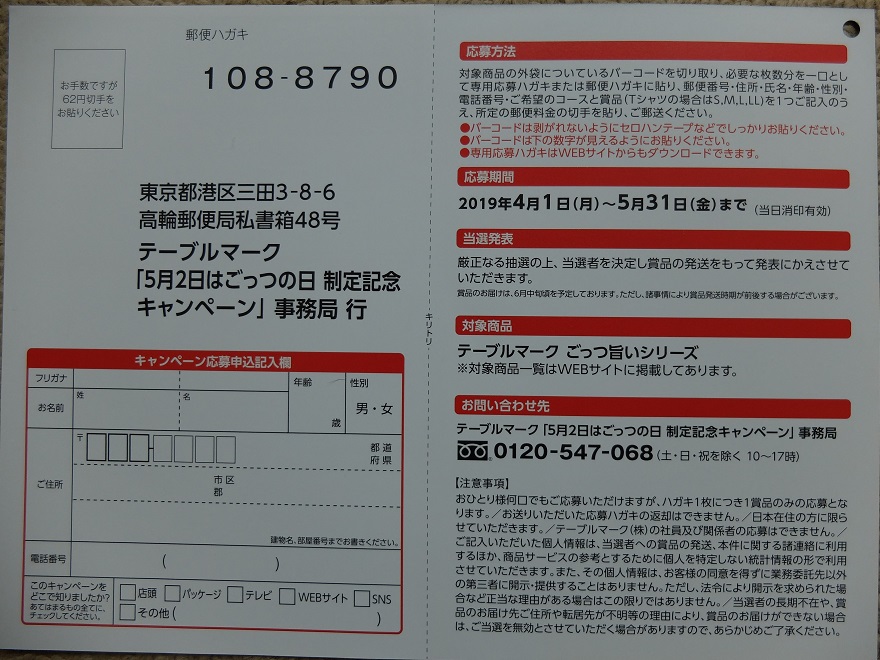 郵便ハガキ
108-8790
お手数ですが
62円切手を
お貼りください
東京都港区三田3-8-6
高輪郵便局私書箱48号
テーブルマーク
「5月2日はごっつの日 制定記念
キャンペーン」事務局 行
キャンペーン応募申込記入欄
フリガナ
お名前
姓
名
年齢
歳
性別
男・女
ご住所
〒
都道
府県
市区
郡
建物名、部屋番号までお書きください。
電話番号
( )
このキャンペーンを
どこで知りましたか?
あてはまるもの全てに、
チェックしてください。
□店頭 □パッケージ □テレビ □WEBサイト □SNS
□その他( )
キリトリ
応募方法
対象商品の外袋についているバーコードを切り取り、必要な枚数分を一口とし
て専用応募ハガキまたは郵便ハガキに貼り、郵便番号・住所・氏名・年齢・性別・
電話番号・ご希望のコースと賞品(Tシャツの場合はS,M,L,LL)を1つご記入のう
え、所定の郵便料金の切手を貼り、ご郵送ください。
●バーコードは剥がれないようにセロハンテープなどでしっかりお貼りください。
●バーコードは下の数字が見えるようにお貼りください。
●専用応募ハガキはWEBサイトからもダウンロードできます。
応募期間
2019年4月1日(月)~5月31日(金)まで (当日消印有効)
当選発表
厳正なる抽選の上、当選者を決定し賞品の発送をもって発表にかえさせて
いただきます。
賞品のお届けは、6月中旬頃を予定しております。ただし、諸事情により賞品発送時期が前後する場合がございます。
対象商品
テーブルマーク ごっつ旨いシリーズ
※対象商品一覧はWEBサイトに掲載してあります。
お問い合わせ先
テーブルマーク「5月2日はごっつの日 制定記念キャンペーン」事務局
0120-547-068(土・日・祝を除く 10~17時)
【注意事項】
おひとり様何口でもご応募いただけますが、ハガキ1枚につき1賞品のみの応募とな
ります。/お送りいただいた応募ハガキの返却はできません。/日本在住の方に限ら
せていただきます。/テーブルマーク(株)の社員及び関係者の応募はできません。/
ご記入いただいた個人情報は、当選者への賞品の発送、本件に関する諸連絡に利用
するほか、商品サービスの参考とするために個人を特定しない統計情報の形で利用
させていただきます。また、その個人情報は、お客様の同意を得ずに業務委託先以外
の第三者に開示・提供することはありません。ただし、法令により開示を求められた場
合など正当な理由がある場合はこの限りではありません。/当選者の長期不在や、賞
品のお届け先ご住所や転居先が不明等の理由により、賞品のお届けができない場合
は、ご当選を無効とさせていただく場合がありますので、あらかじめご了承ください。